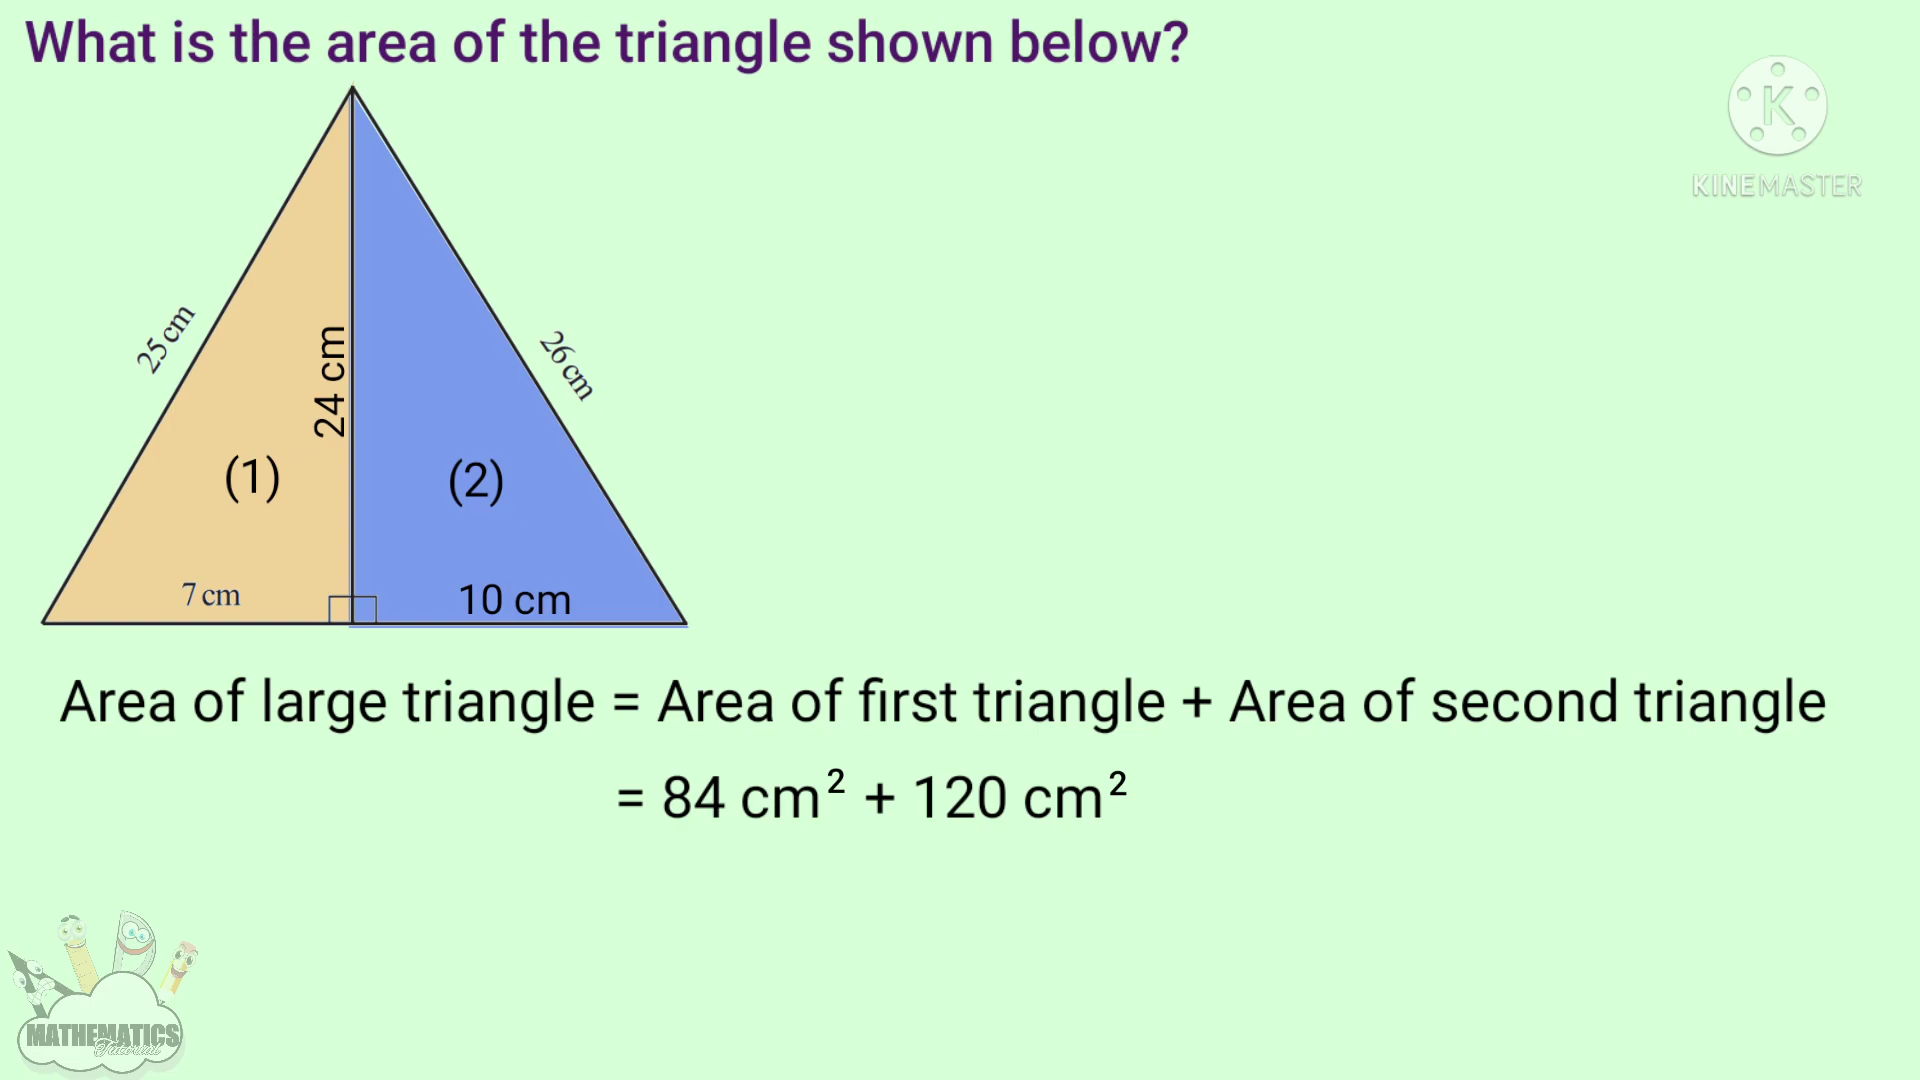 What is the area of the triangle shown below?
K
KINEMASTER
25 cm
24 cm
26 cm
(1)
(2)
7 cm
10 cm
Area of large triangle = Area of first triangle + Area of second triangle
= 84 cm² + 120 cm²
MATHEMATICS
Tutorial